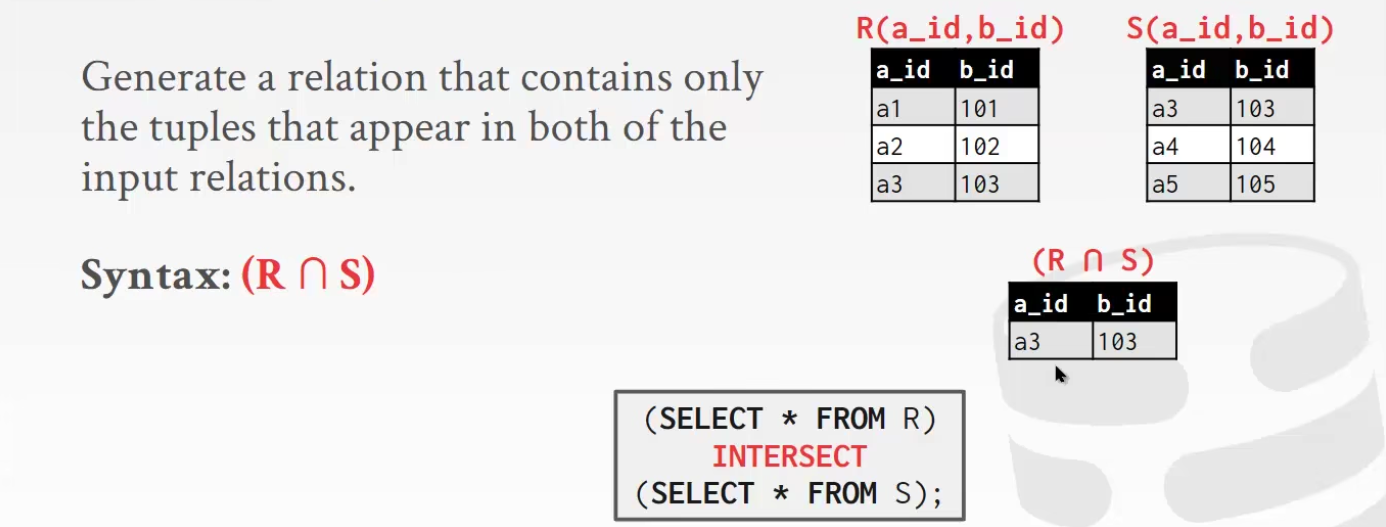 Generate a relation that contains only
the tuples that appear in both of the
input relations.
Syntax: (R ∩ S)
R(a_id,b_id)
a_id b_id
a1 101
a2 102
a3 103
S(a_id,b_id)
a_id b_id
a3 103
a4 104
a5 105
(R ∩ S)
a_id b_id
a3 103
(SELECT * FROM R)
INTERSECT
(SELECT * FROM S);